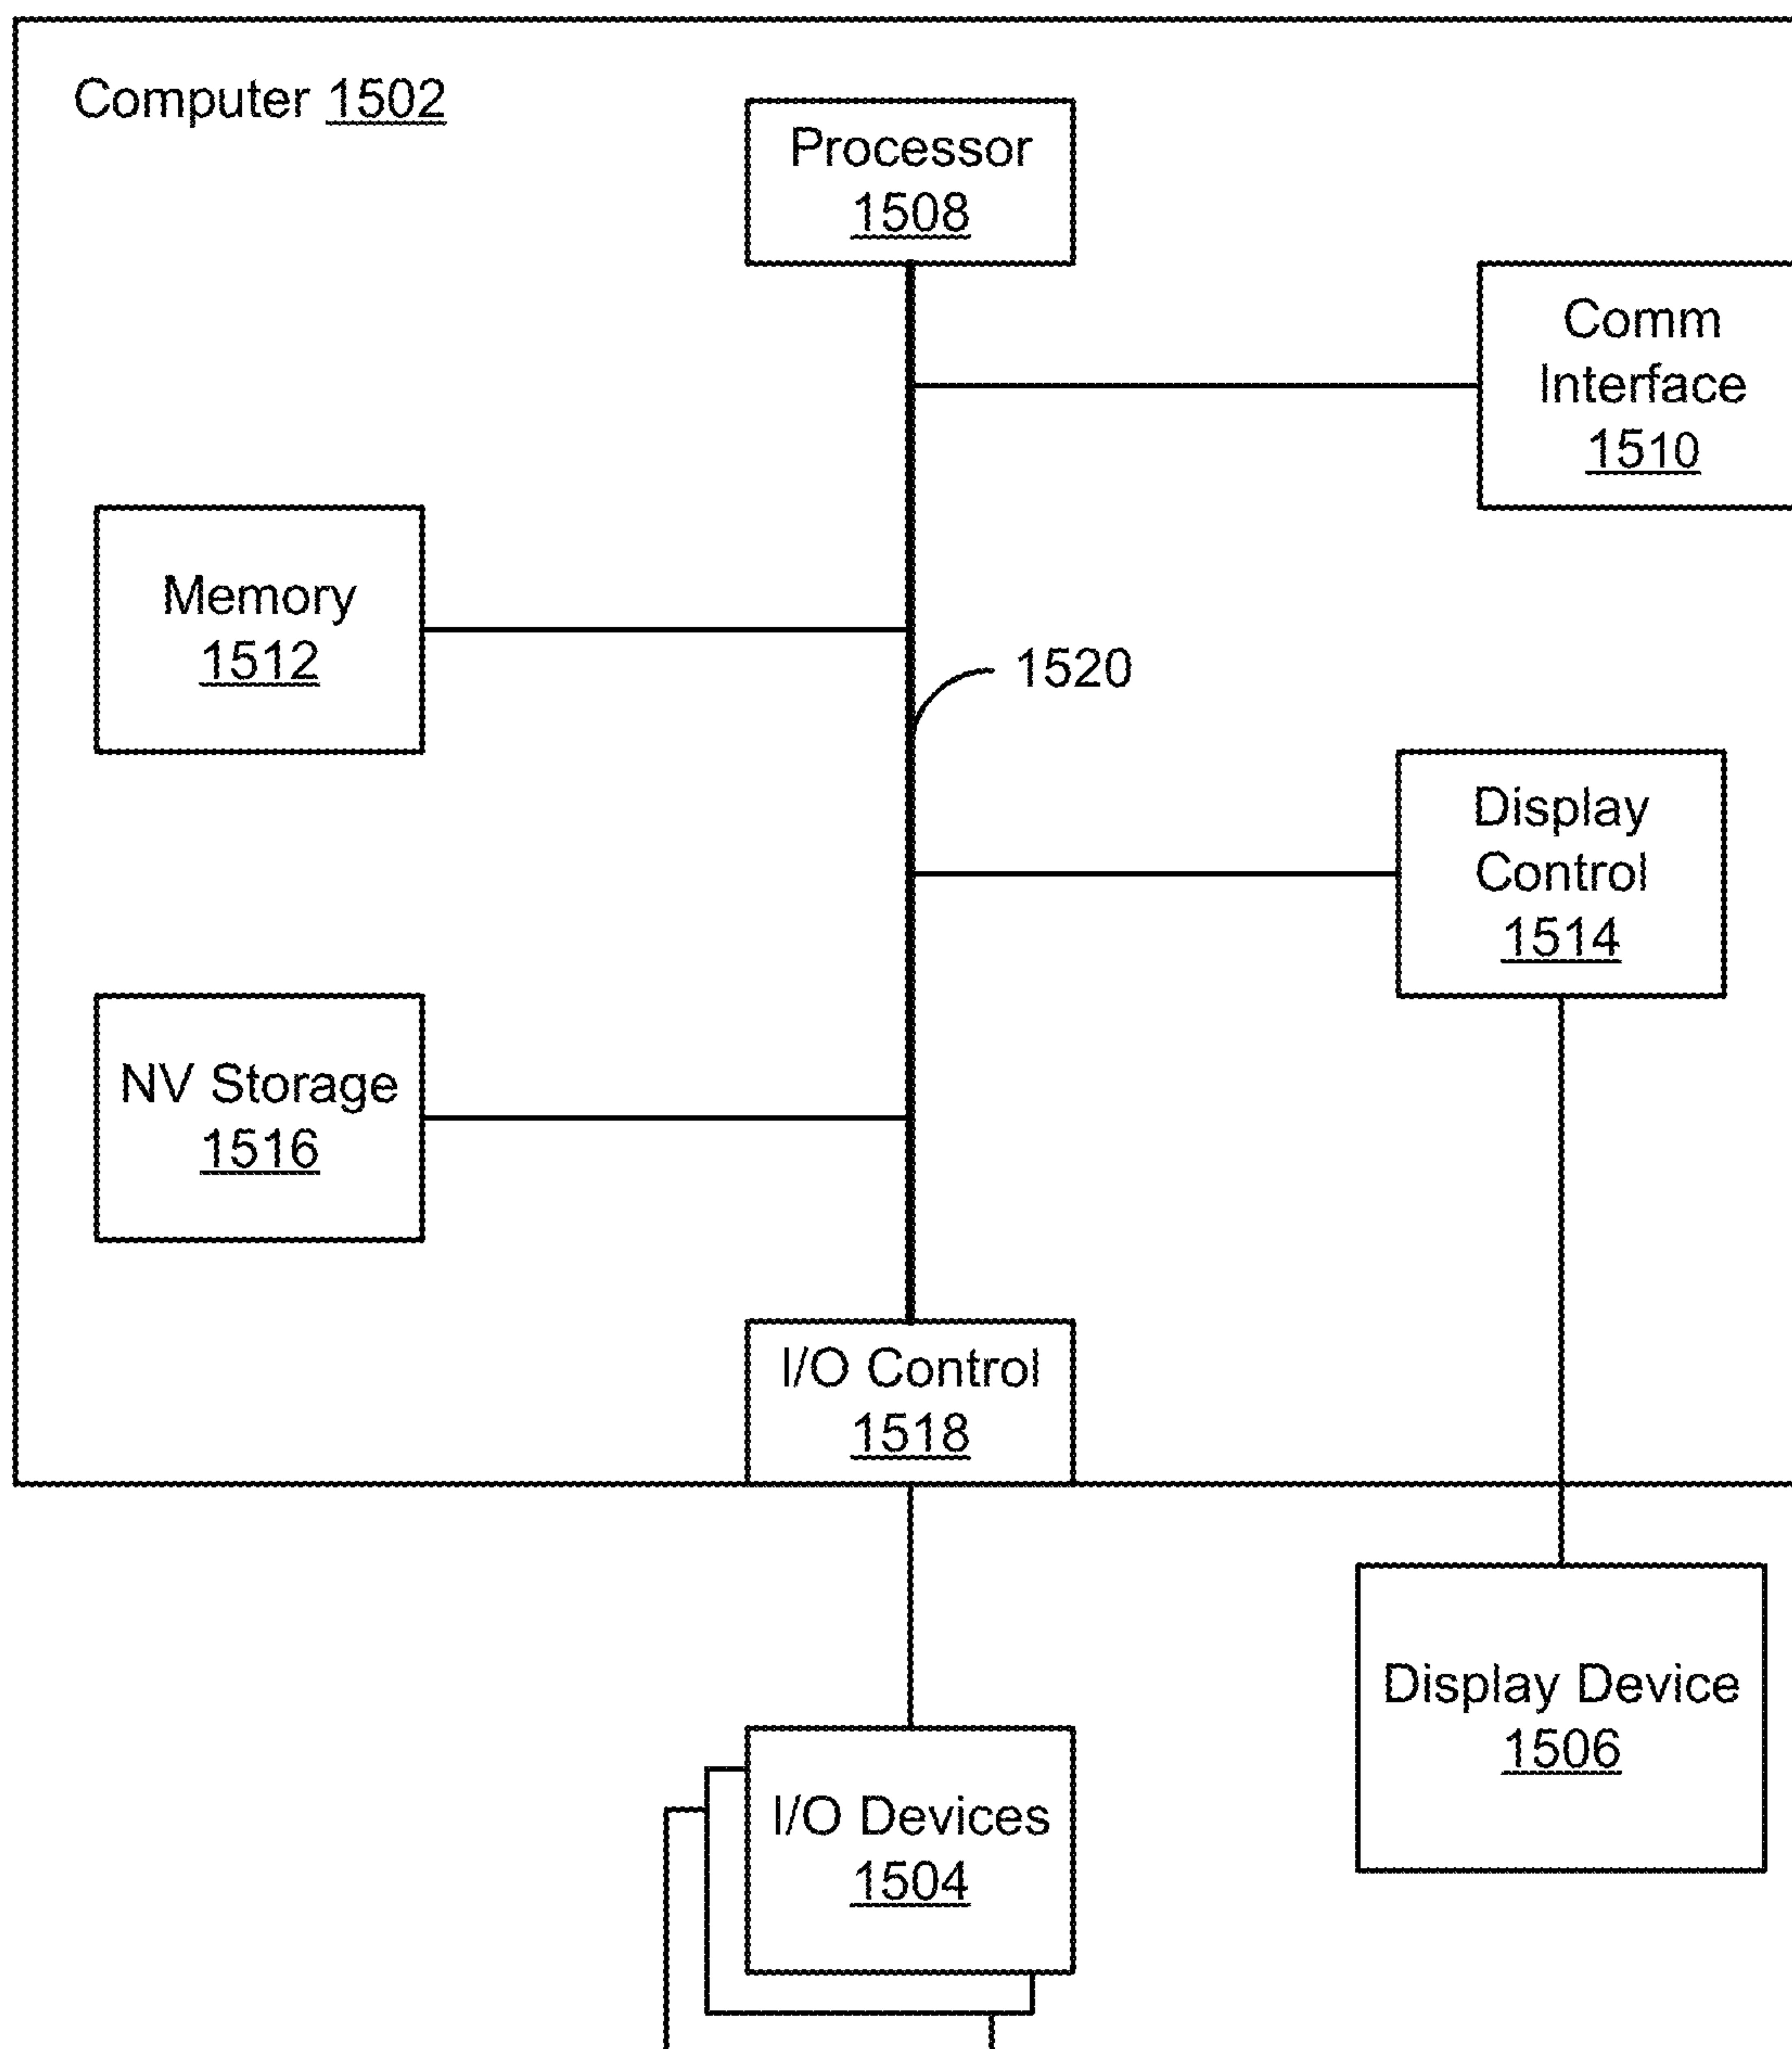 Computer 1502
Processor
1508
Comm
Interface
1510
Memory
1512
1520
Display
Control
1514
NV Storage
1516
I/O Control
1518
Display Device
1506
I/O Devices
1504